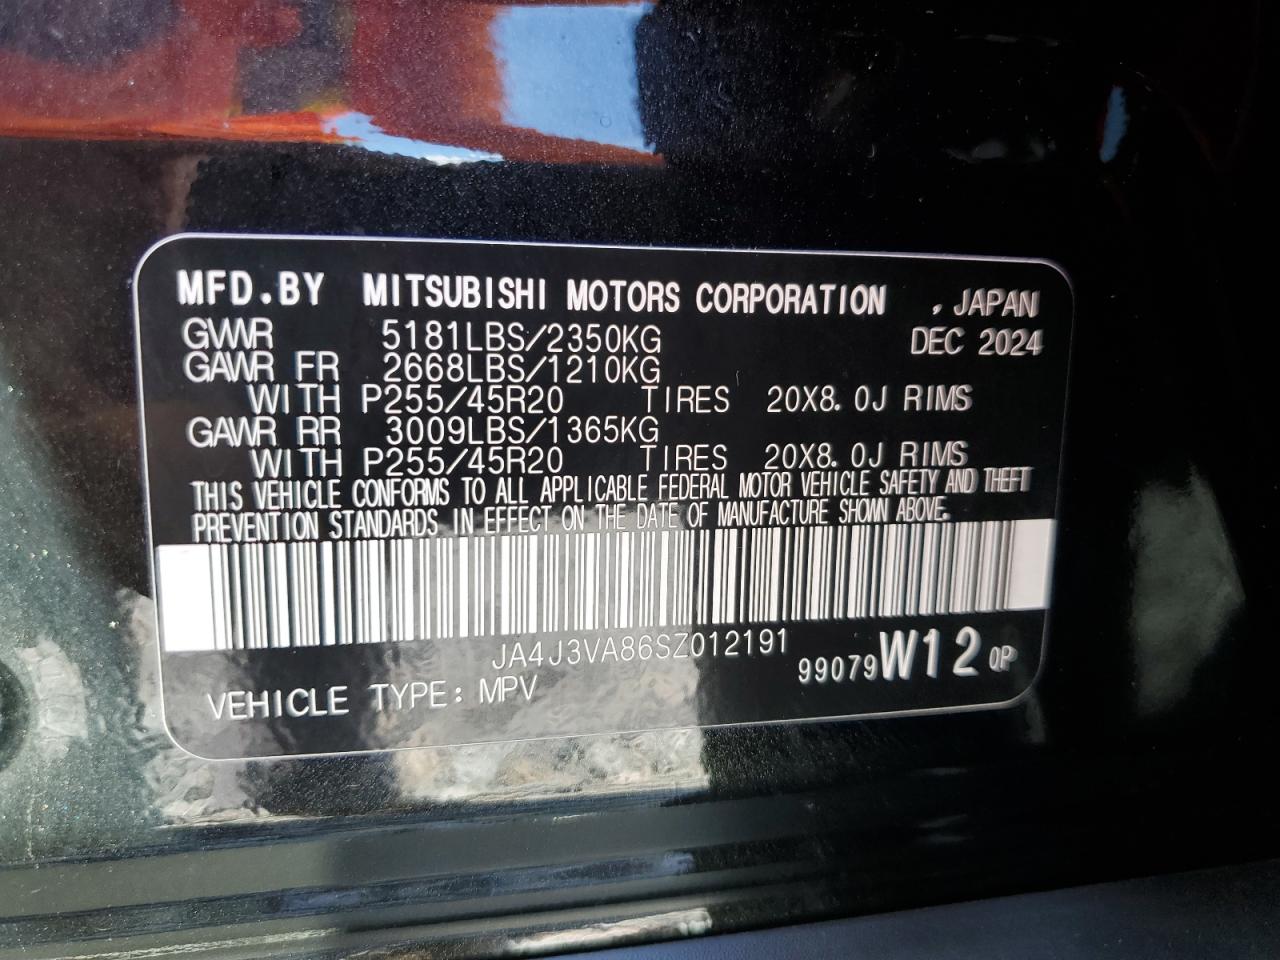 MFD.BY MITSUBISHI MOTORS CORPORATION , JAPAN
GVWR 5181LBS/2350KG DEC 2024
GAWR FR 2668LBS/1210KG
WITH P255/45R20 TIRES 20X8.0J RIMS
GAWR RR 3009LBS/1365KG
WITH P255/45R20 TIRES 20X8.0J RIMS
THIS VEHICLE CONFORMS TO ALL APPLICABLE FEDERAL MOTOR VEHICLE SAFETY AND THEFT
PREVENTION STANDARDS IN EFFECT ON THE DATE OF MANUFACTURE SHOWN ABOVE.
JA4J3VA86SZ012191
99079 W12 0P
VEHICLE TYPE: MPV